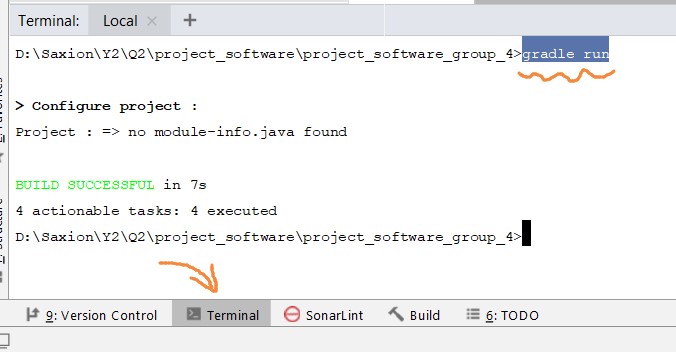 Terminal: Local × +
D:\Saxion\Y2\Q2\project_software\project_software_group_4>gradle run
> Configure project :
Project : => no module-info.java found
BUILD SUCCESSFUL in 7s
4 actionable tasks: 4 executed
D:\Saxion\Y2\Q2\project_software\project_software_group_4>
9: Version Control Terminal SonarLint Build 6: TODO